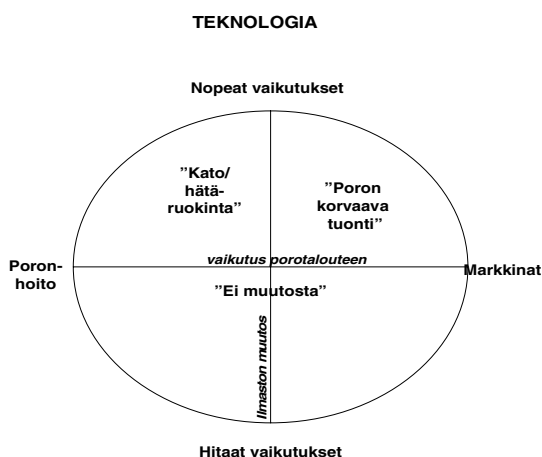 TEKNOLOGIA
Nopeat vaikutukset
”Kato/
hätä-
ruokinta”
”Poron
korvaava
tuonti”
Poron-
hoito
vaikutus porotalouteen
Markkinat
”Ei muutosta”
Ilmaston muutos
Hitaat vaikutukset